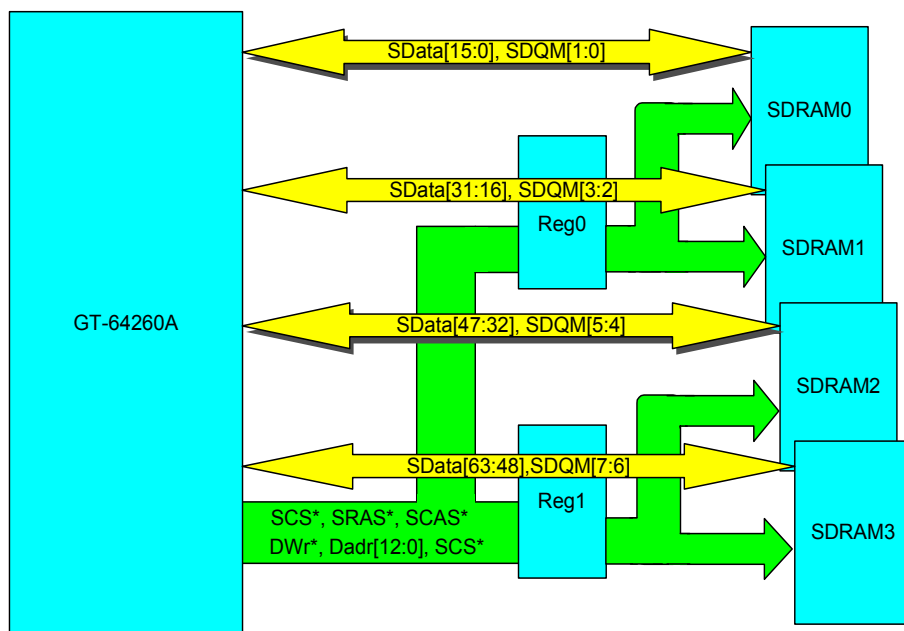 SData[15:0], SDQM[1:0]
SDRAM0
SData[31:16], SDQM[3:2]
Reg0
SDRAM1
GT-64260A
SData[47:32], SDQM[5:4]
SDRAM2
SData[63:48],SDQM[7:6]
Reg1
SCS*, SRAS*, SCAS*
DWr*, Dadr[12:0], SCS*
SDRAM3